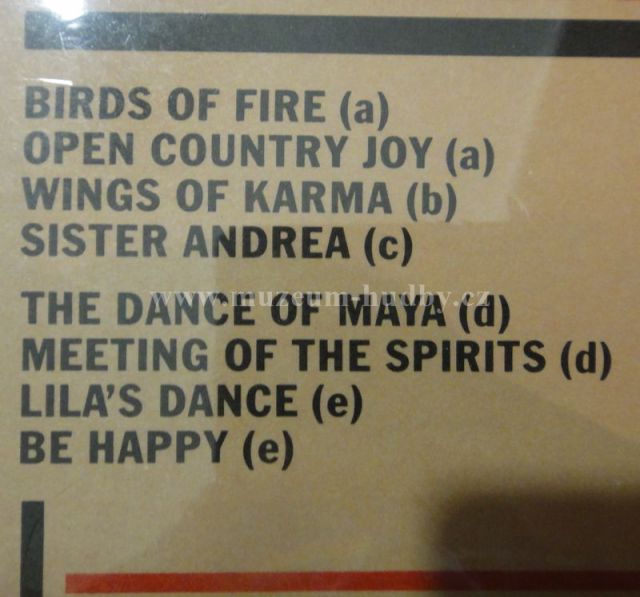 BIRDS OF FIRE (a)
OPEN COUNTRY JOY (a)
WINGS OF KARMA (b)
SISTER ANDREA (c)
www.muzeum-hudby.cz
THE DANCE OF MAYA (d)
MEETING OF THE SPIRITS (d)
LILA'S DANCE (e)
BE HAPPY (e)